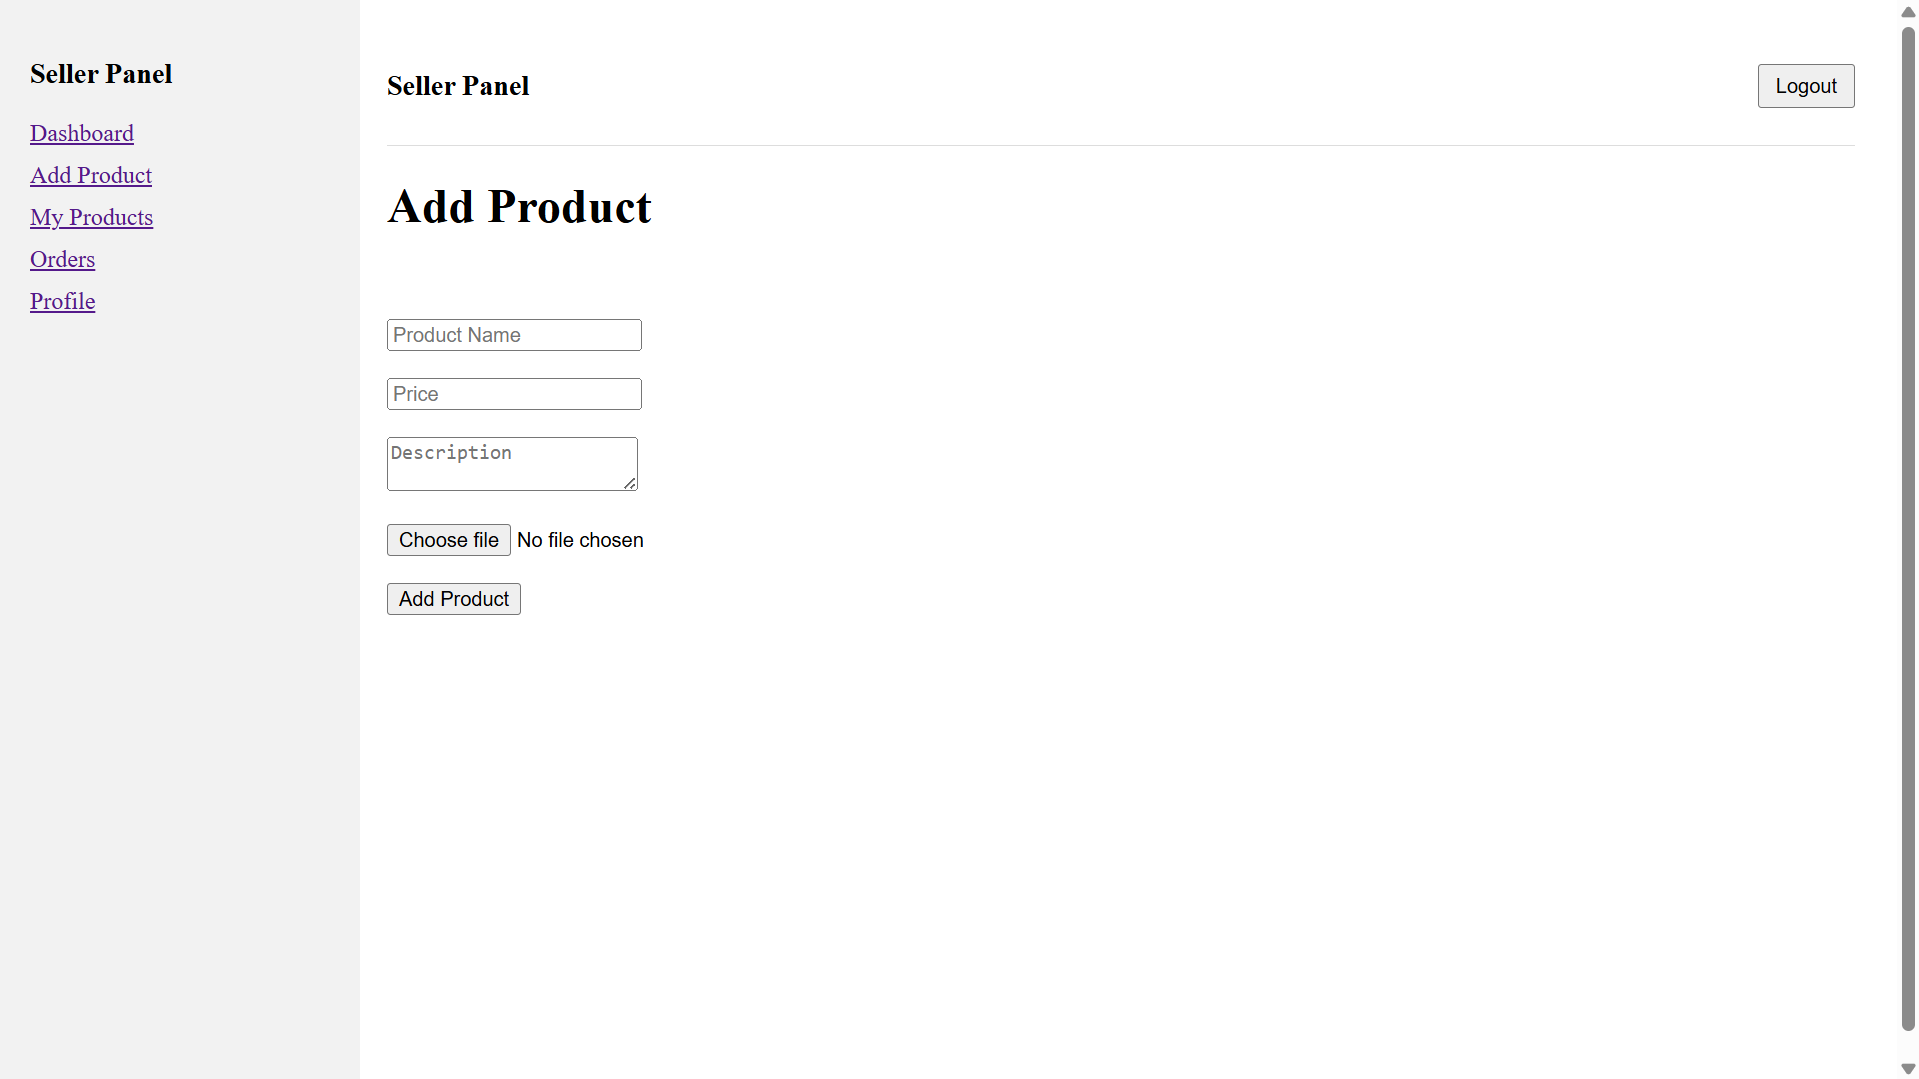 Seller Panel
Dashboard
Add Product
My Products
Orders
Profile
Seller Panel
Logout
Add Product
Product Name
Price
Description
Choose file No file chosen
Add Product